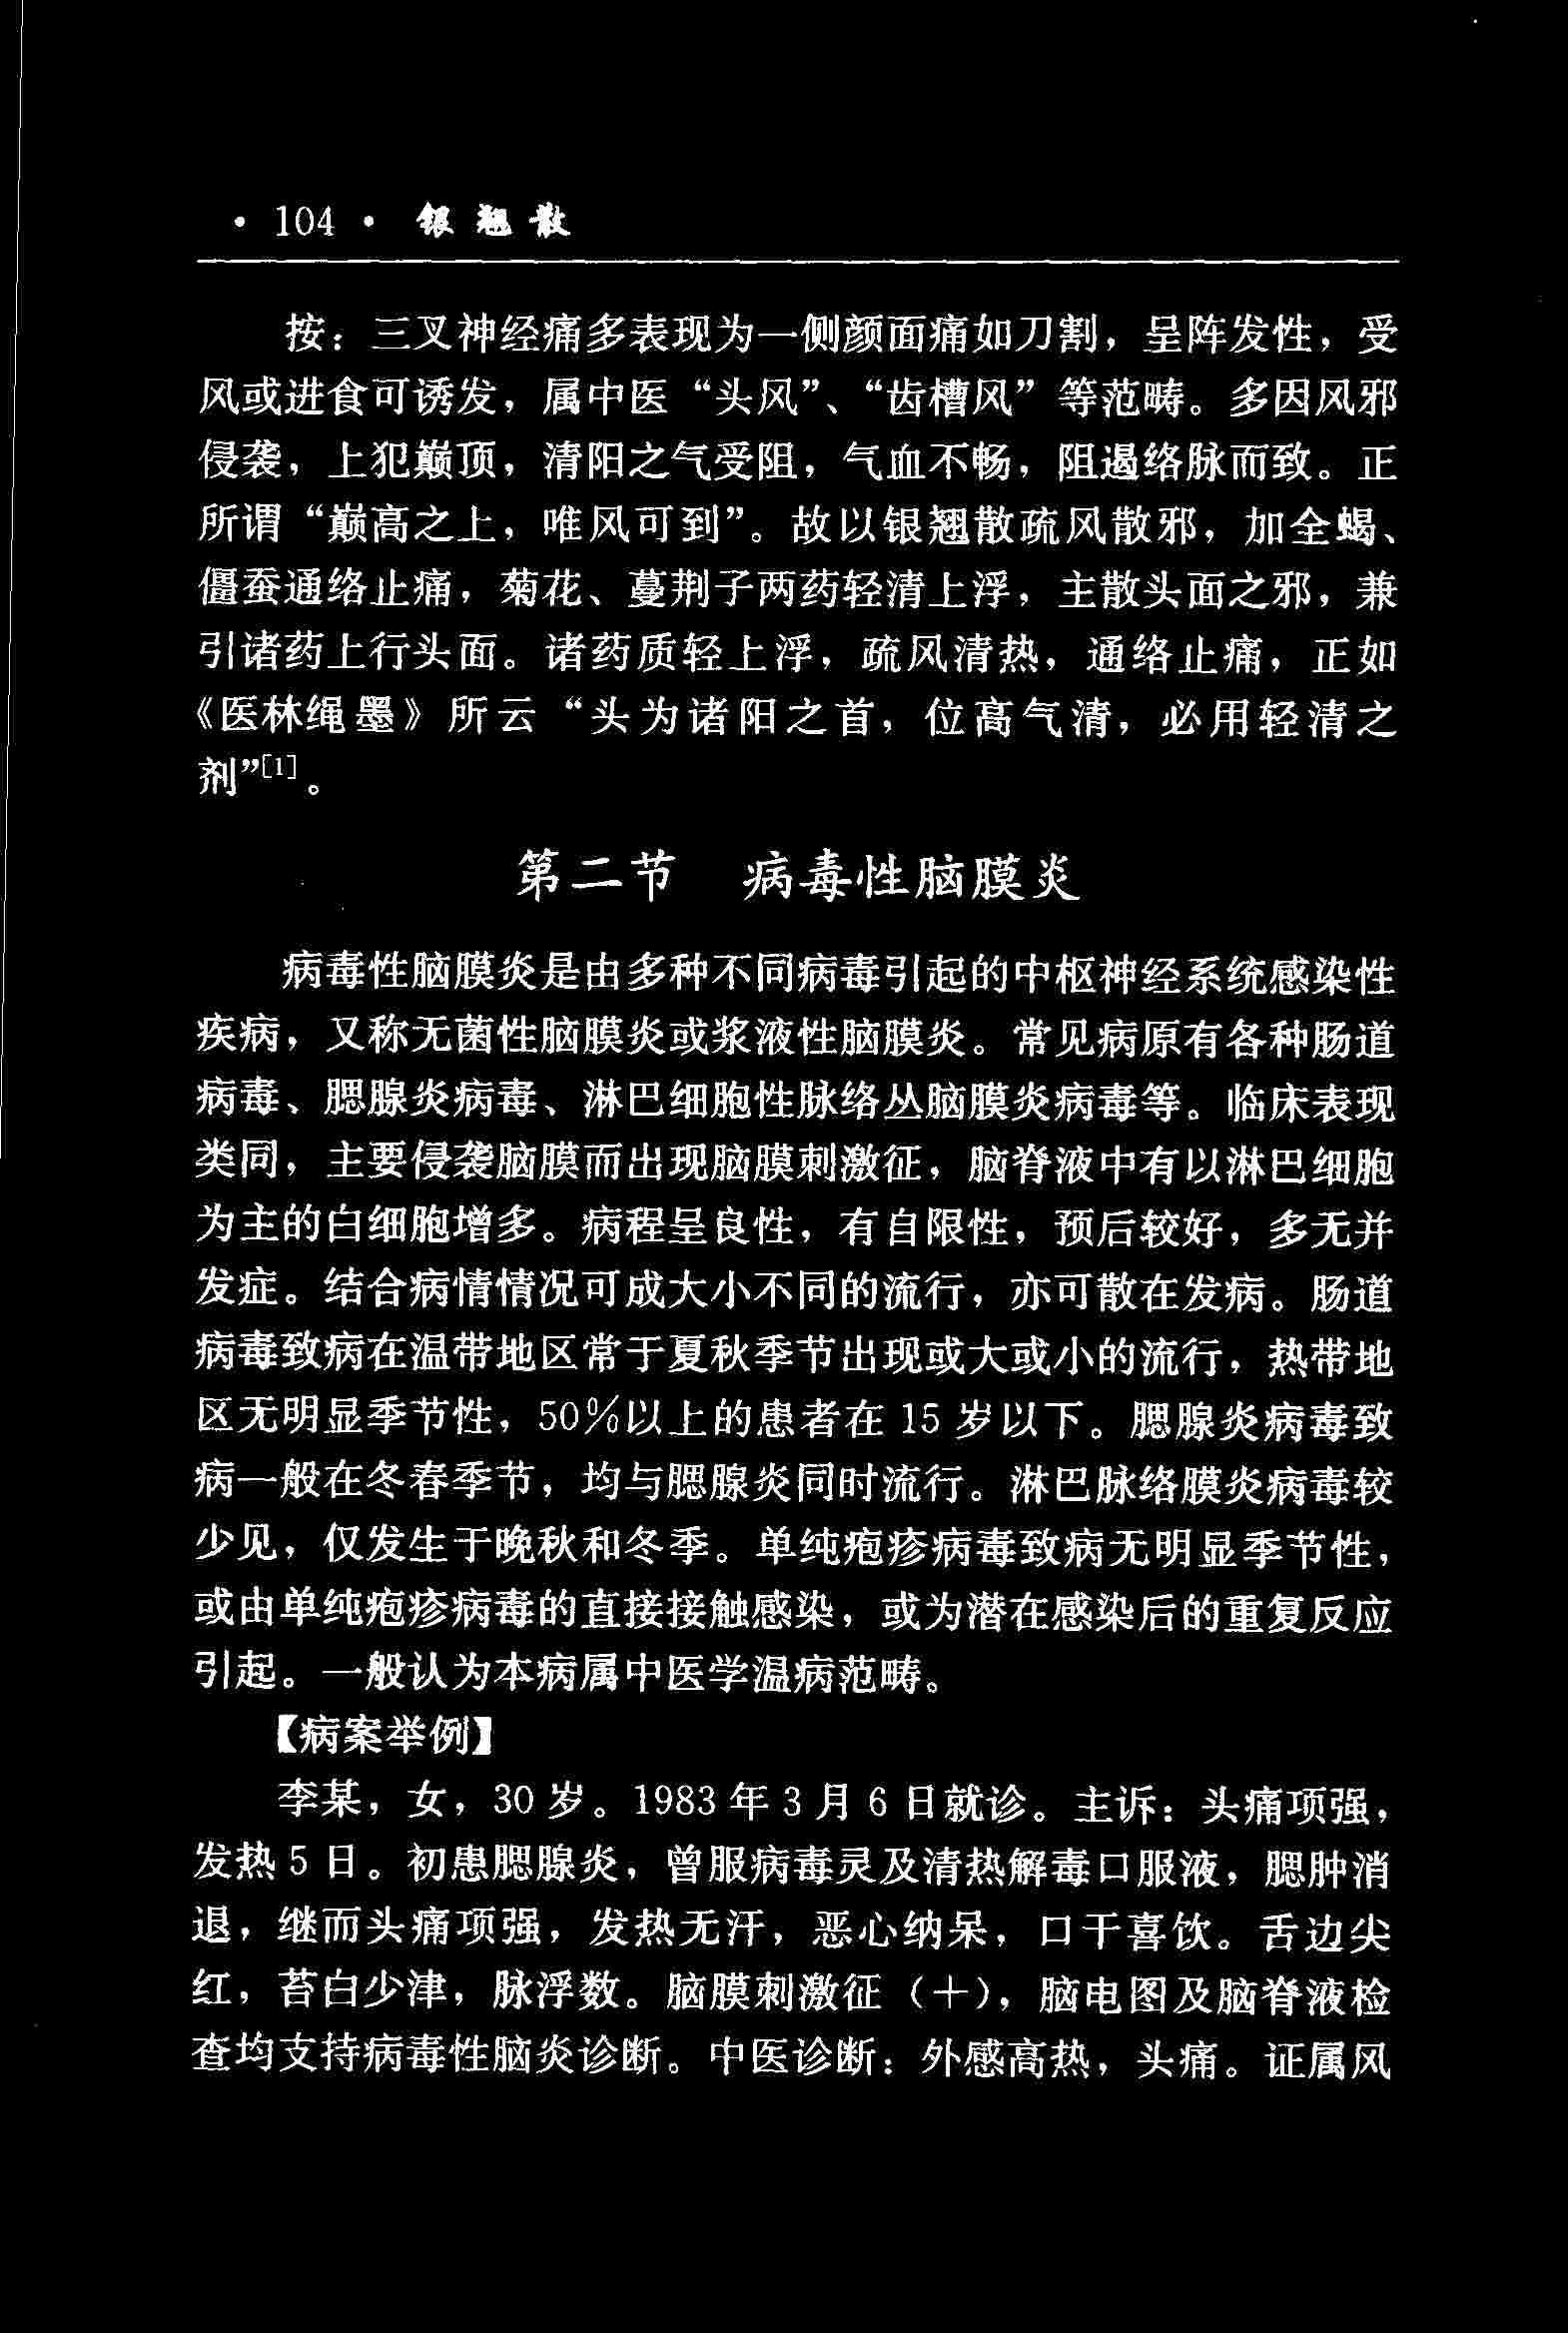 · 104 · 银翘散
按：三叉神经痛多表现为一侧颜面痛如刀割，呈阵发性，受
风或进食可诱发，属中医“头风”、“齿槽风”等范畴。多因风邪
侵袭，上犯巅顶，清阳之气受阻，气血不畅，阻遏络脉而致。正
所谓“巅高之上，唯风可到”。故以银翘散疏风散邪，加全蝎、
僵蚕通络止痛，菊花、蔓荆子两药轻清上浮，主散头面之邪，兼
引诸药上行头面。诸药质轻上浮，疏风清热，通络止痛，正如
《医林绳墨》所云“头为诸阳之首，位高气清，必用轻清之
剂”[1]。
第二节 病毒性脑膜炎
病毒性脑膜炎是由多种不同病毒引起的中枢神经系统感染性
疾病，又称无菌性脑膜炎或浆液性脑膜炎。常见病原有各种肠道
病毒、腮腺炎病毒、淋巴细胞性脉络丛脑膜炎病毒等。临床表现
类同，主要侵袭脑膜而出现脑膜刺激征，脑脊液中有以淋巴细胞
为主的白细胞增多。病程呈良性，有自限性，预后较好，多无并
发症。结合病情情况可成大小不同的流行，亦可散在发病。肠道
病毒致病在温带地区常于夏秋季节出现或大或小的流行，热带地
区无明显季节性，50%以上的患者在 15 岁以下。腮腺炎病毒致
病一般在冬春季节，均与腮腺炎同时流行。淋巴脉络膜炎病毒较
少见，仅发生于晚秋和冬季。单纯疱疹病毒致病无明显季节性，
或由单纯疱疹病毒的直接接触感染，或为潜在感染后的重复反应
引起。一般认为本病属中医学温病范畴。
【病案举例】
李某，女，30 岁。1983 年 3 月 6 日就诊。主诉：头痛项强，
发热 5 日。初患腮腺炎，曾服病毒灵及清热解毒口服液，腮肿消
退，继而头痛项强，发热无汗，恶心纳呆，口干喜饮。舌边尖
红，苔白少津，脉浮数。脑膜刺激征（+），脑电图及脑脊液检
查均支持病毒性脑炎诊断。中医诊断：外感高热，头痛。证属风